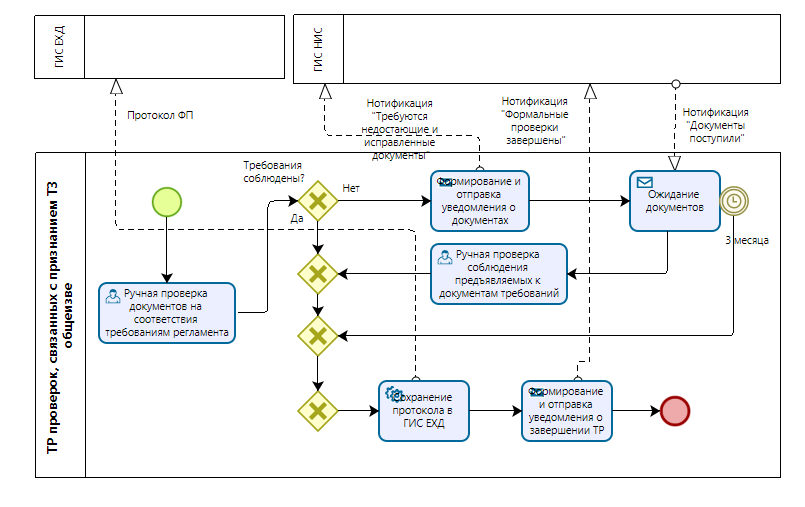 ГИС ЕХД
ГИС НИС
Протокол ФП
Нотификация
"Требуются
недостающие и
исправленные
документы"
Нотификация
"Формальные
проверки
завершены"
Нотификация
"Документы
поступили"
ТР проверок, связанных с признанием ТЗ
общеизве
Требования
соблюдены?
Нет
Да
Формирование и
отправка
уведомления о
документах
Ожидание
документов
3 месяца
Ручная проверка
соблюдения
предъявляемых к
документам требований
Ручная проверка
документов на
соответствия
требованиям регламента
Сохранение
протокола в
ГИС ЕХД
Формирование
и отправка
уведомления о
завершении ТР